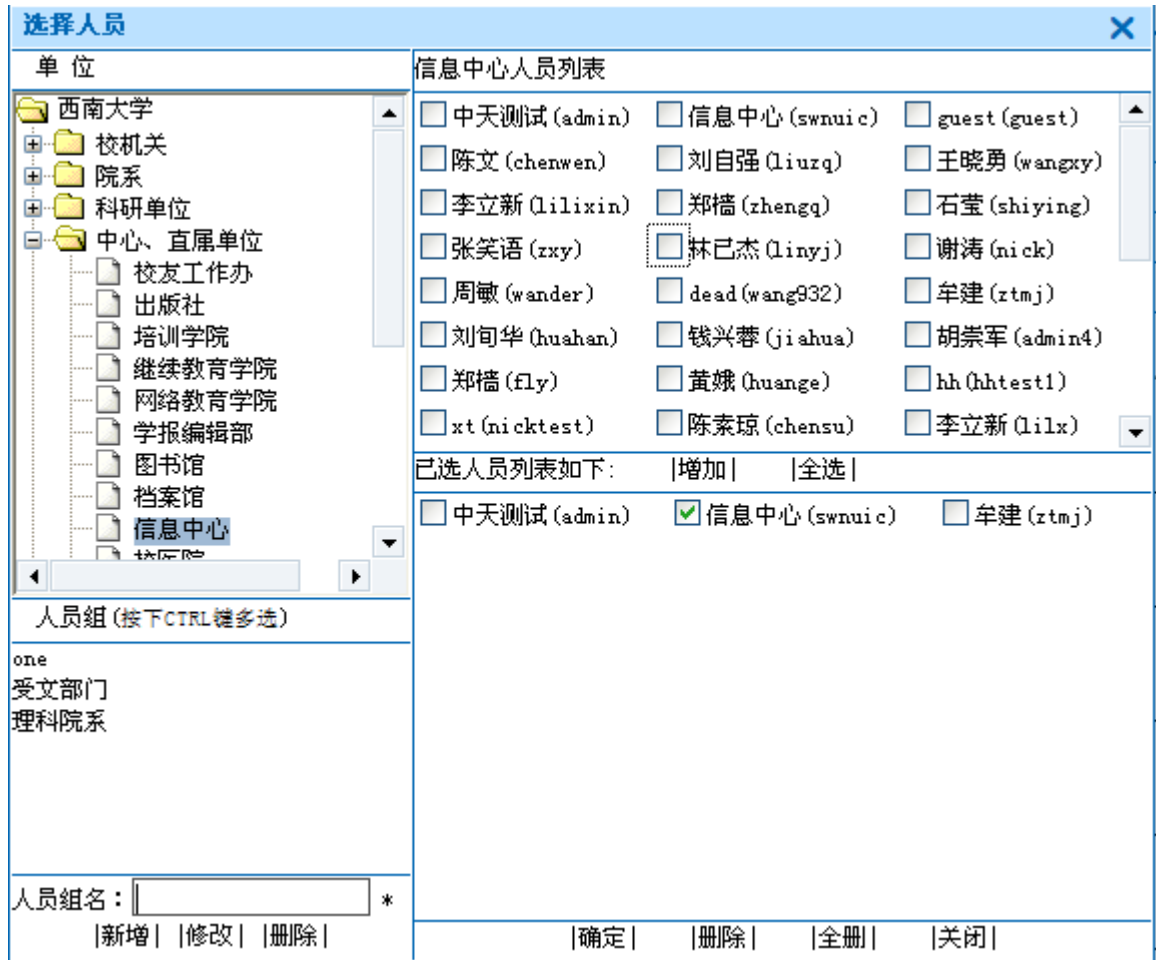 选择人员
单 位
西南大学
校机关
院系
科研单位
中心、直属单位
校友工作办
出版社
培训学院
继续教育学院
网络教育学院
学报编辑部
图书馆
档案馆
信息中心
校医院
人员组(按下CTRL键多选)
one
受文部门
理科院系
人员组名： *
|新增| |修改| |删除|
信息中心人员列表
中天测试(admin) 信息中心(swnuic) guest(guest)
陈文(chenwen) 刘自强(liuzq) 王晓勇(wangxy)
李立新(lilixin) 郑樯(zhengq) 石莹(shiying)
张笑语(zxy) 林已杰(linyj) 谢涛(nick)
周敏(wander) dead(wang932) 牟建(ztmj)
刘旬华(huahan) 钱兴蓉(jiahua) 胡崇军(admin4)
郑樯(fly) 黄娥(huange) hh(hhtest1)
xt(nicktest) 陈素琼(chensu) 李立新(lilx)
已选人员列表如下: |增加| |全选|
中天测试(admin) 信息中心(swnuic) 牟建(ztmj)
|确定| |删除| |全删| |关闭|